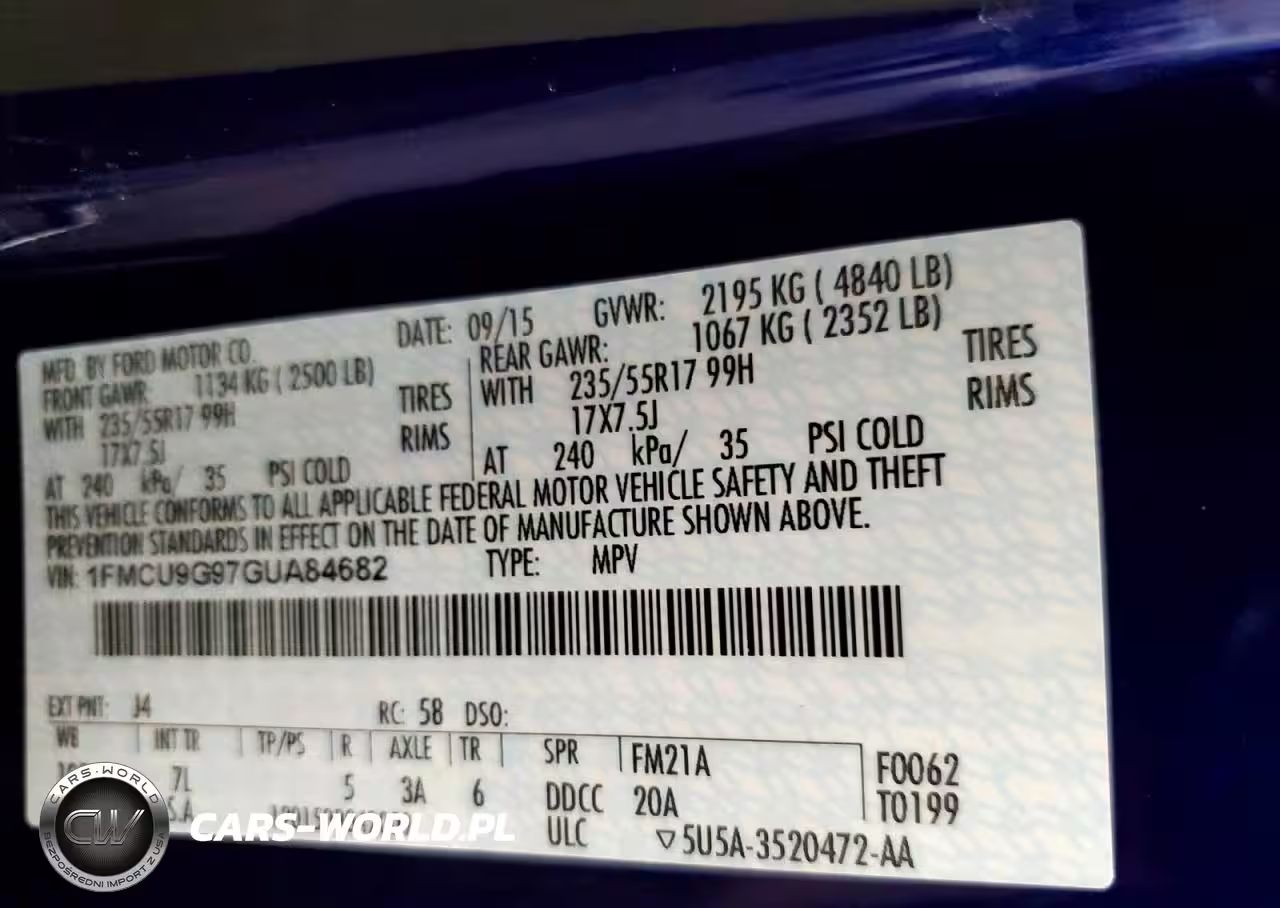 MFD. BY FORD MOTOR CO. DATE: 09/15 GVWR: 2195 KG ( 4840 LB)
FRONT GAWR: 1134 KG ( 2500 LB) REAR GAWR: 1067 KG ( 2352 LB)
WITH 235/55R17 99H TIRES WITH 235/55R17 99H TIRES
17X7.5J RIMS 17X7.5J RIMS
AT 240 kPa/ 35 PSI COLD AT 240 kPa/ 35 PSI COLD
THIS VEHICLE CONFORMS TO ALL APPLICABLE FEDERAL MOTOR VEHICLE SAFETY AND THEFT
PREVENTION STANDARDS IN EFFECT ON THE DATE OF MANUFACTURE SHOWN ABOVE.
VIN: 1FMCU9G97GUA84682 TYPE: MPV
EXT PNT: J4 RC: 58 DSO:
WB INT TR TP/PS R AXLE TR SPR FM21A F0062
7L 5 3A 6 DDCC 20A T0199
ULC ▽5U5A-3520472-AA
CARS-WORLD
CW
BEZPOŚREDNI IMPORT Z USA
CARS-WORLD.PL